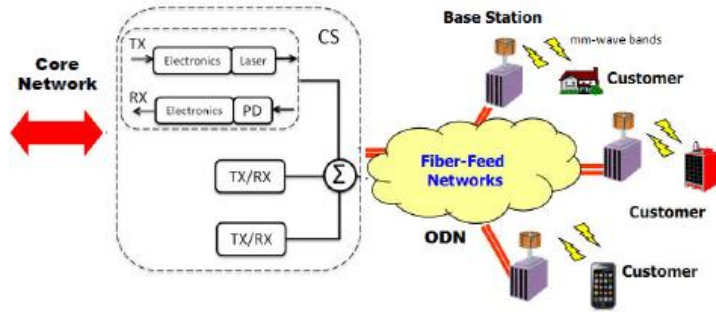 Core
Network
TX
Electronics
Laser
CS
RX
Electronics
PD
TX/RX
Σ
TX/RX
Base Station
mm-wave bands
Customer
Fiber-Feed
Networks
Customer
ODN
Customer